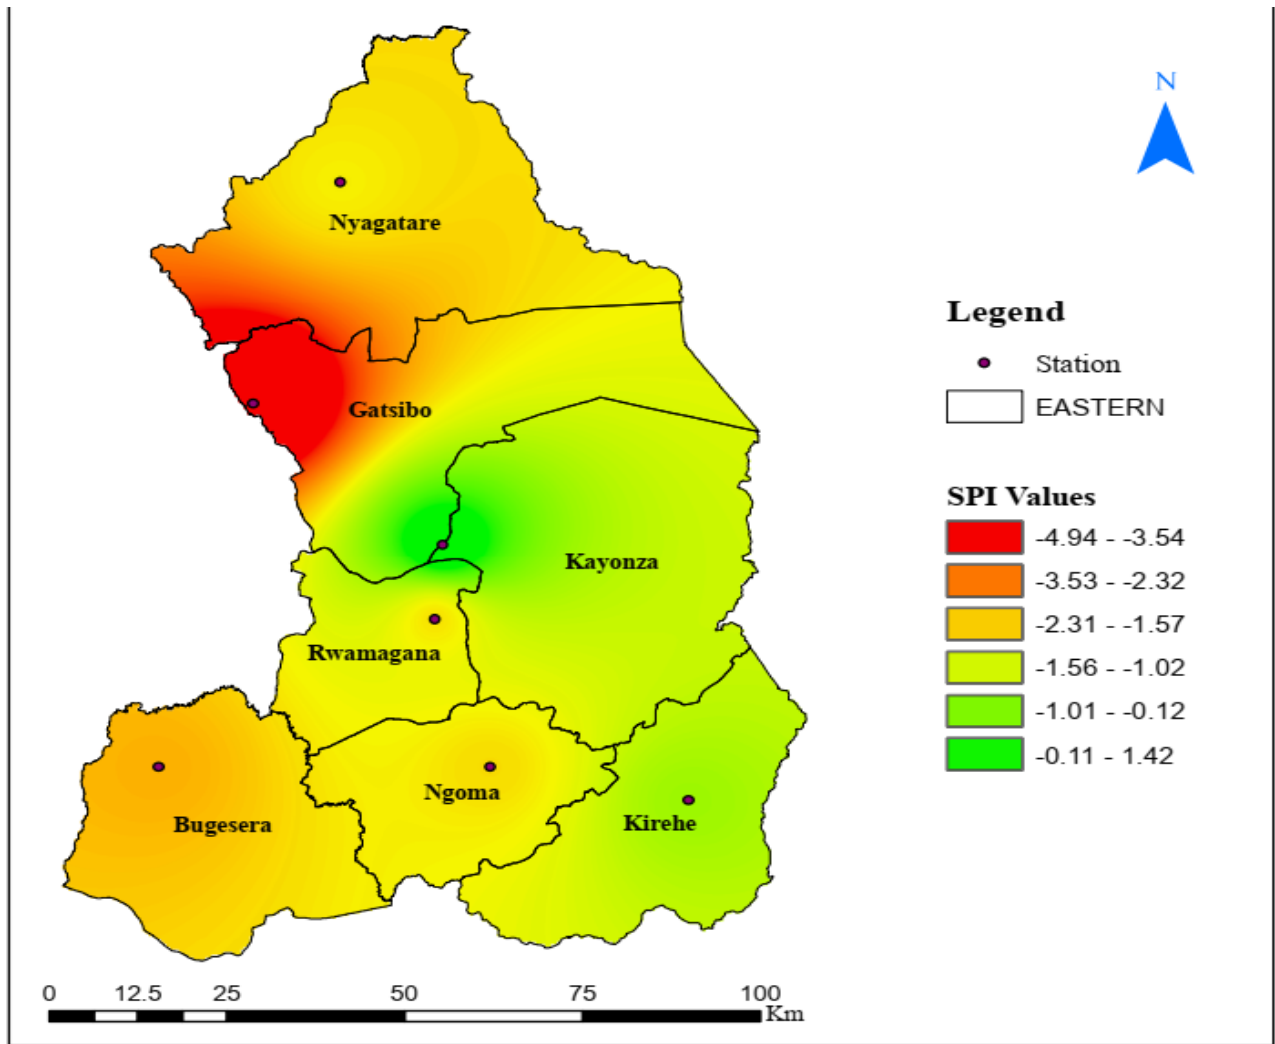 N
Nyagatare
Gatsibo
Kayonza
Rwamagana
Ngoma
Bugesera
Kirehe
Legend
Station
EASTERN
SPI Values
-4.94 - -3.54
-3.53 - -2.32
-2.31 - -1.57
-1.56 - -1.02
-1.01 - -0.12
-0.11 - 1.42
0 12.5 25 50 75 100
Km